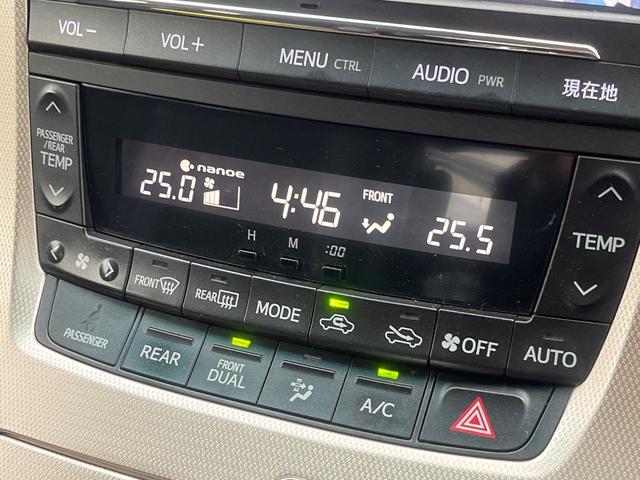 VOL− VOL+ MENU CTRL AUDIO PWR 現在地
PASSENGER
/REAR
TEMP
nanoe
25.0 4:46 FRONT 25.5
TEMP
H M :00
FRONT REAR MODE OFF AUTO
PASSENGER REAR FRONT DUAL A/C